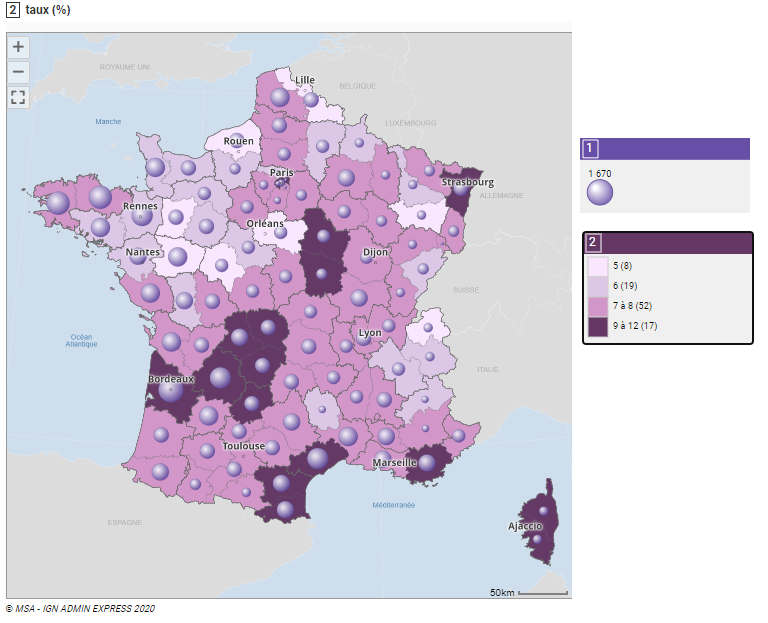 2 taux (%)
+
−
ROYAUME UNI
Lille
BELGIQUE
Manche
LUXEMBOURG
Rouen
Paris
Strasbourg
ALLEMAGNE
Rennes
Orléans
Nantes
Dijon
SUISSE
Océan
Atlantique
Lyon
ITALIE
Bordeaux
Toulouse
Marseille
Méditerranée
ESPAGNE
Ajaccio
50km
1
1 670
2
5 (8)
6 (19)
7 à 8 (52)
9 à 12 (17)
© MSA - IGN ADMIN EXPRESS 2020